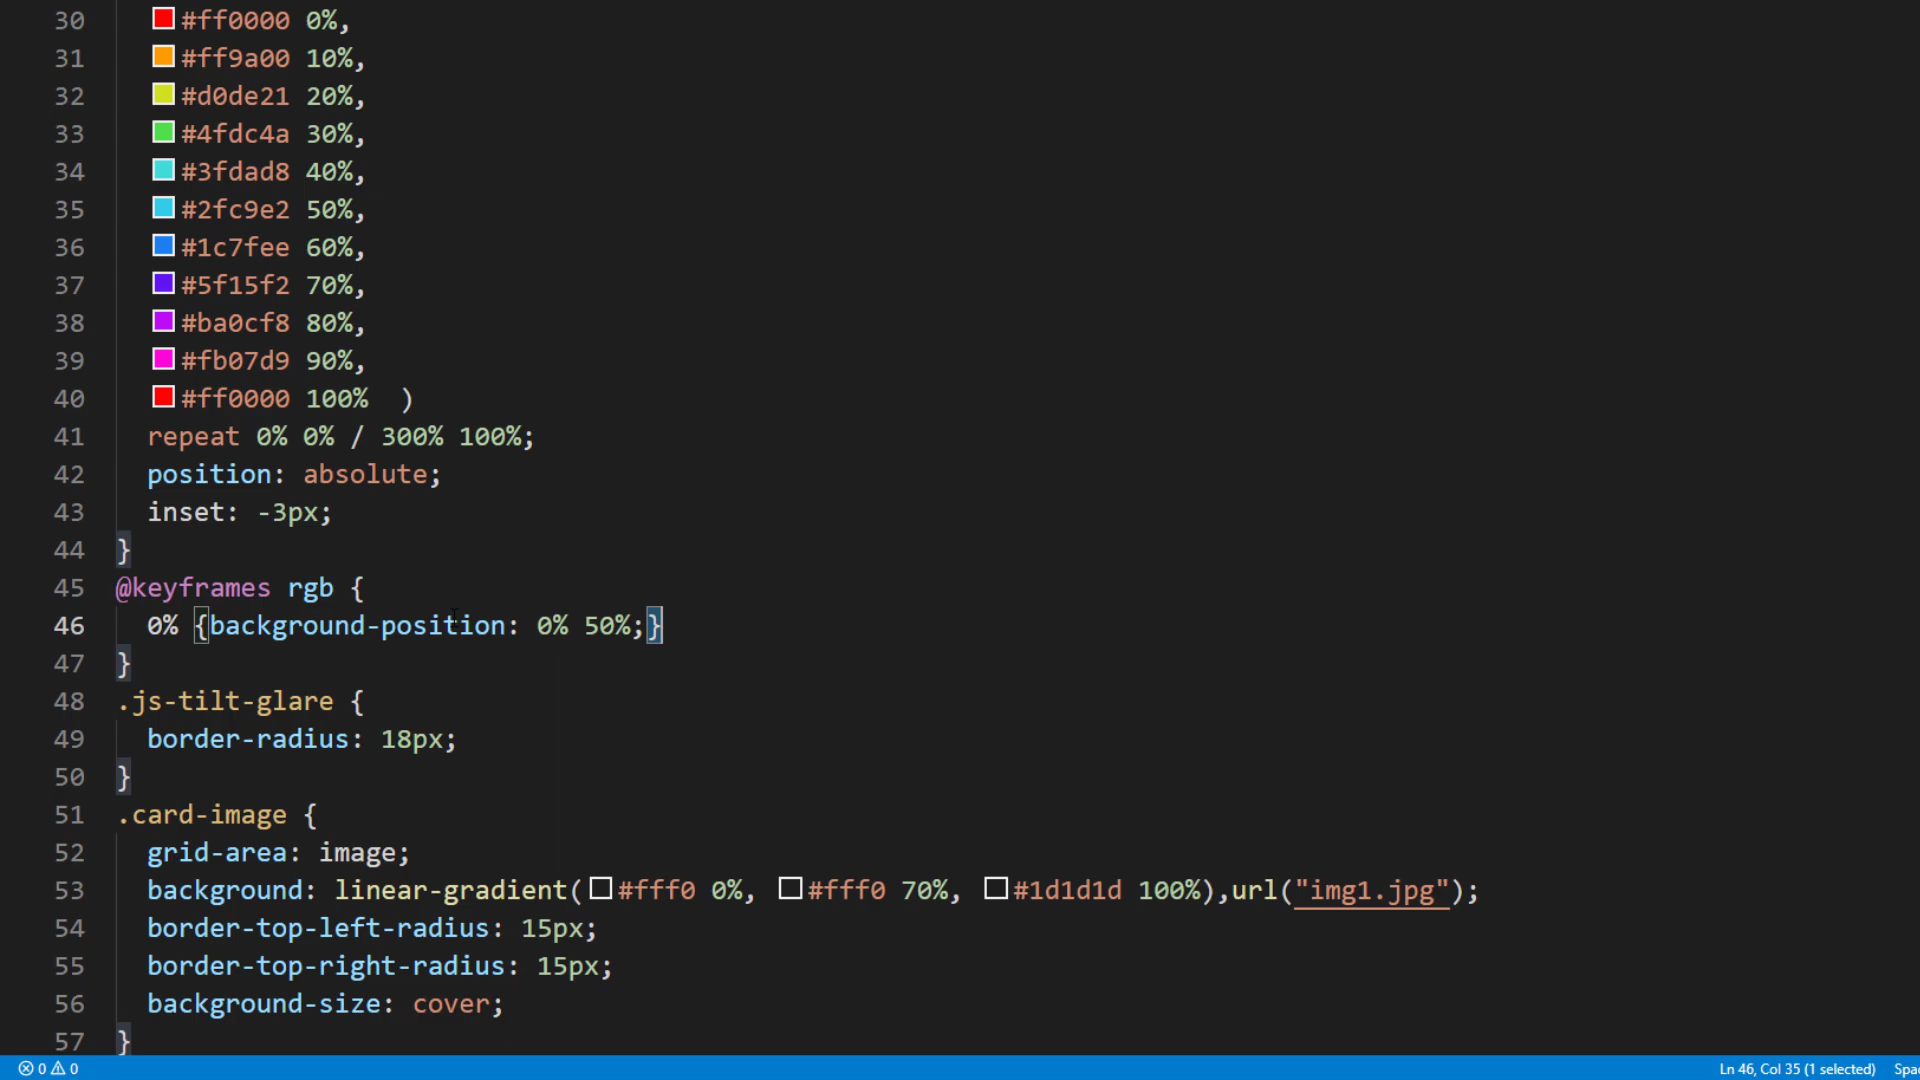 30 #ff0000 0%,
31 #ff9a00 10%,
32 #d0de21 20%,
33 #4fdc4a 30%,
34 #3fdad8 40%,
35 #2fc9e2 50%,
36 #1c7fee 60%,
37 #5f15f2 70%,
38 #ba0cf8 80%,
39 #fb07d9 90%,
40 #ff0000 100%  )
41 repeat 0% 0% / 300% 100%;
42 position: absolute;
43 inset: -3px;
44 }
45 @keyframes rgb {
46 0% {background-position: 0% 50%;}
47 }
48 .js-tilt-glare {
49 border-radius: 18px;
50 }
51 .card-image {
52 grid-area: image;
53 background: linear-gradient(#fff0 0%, #fff0 70%, #1d1d1d 100%),url("img1.jpg");
54 border-top-left-radius: 15px;
55 border-top-right-radius: 15px;
56 background-size: cover;
57 }
0 0 Ln 46, Col 35 (1 selected)